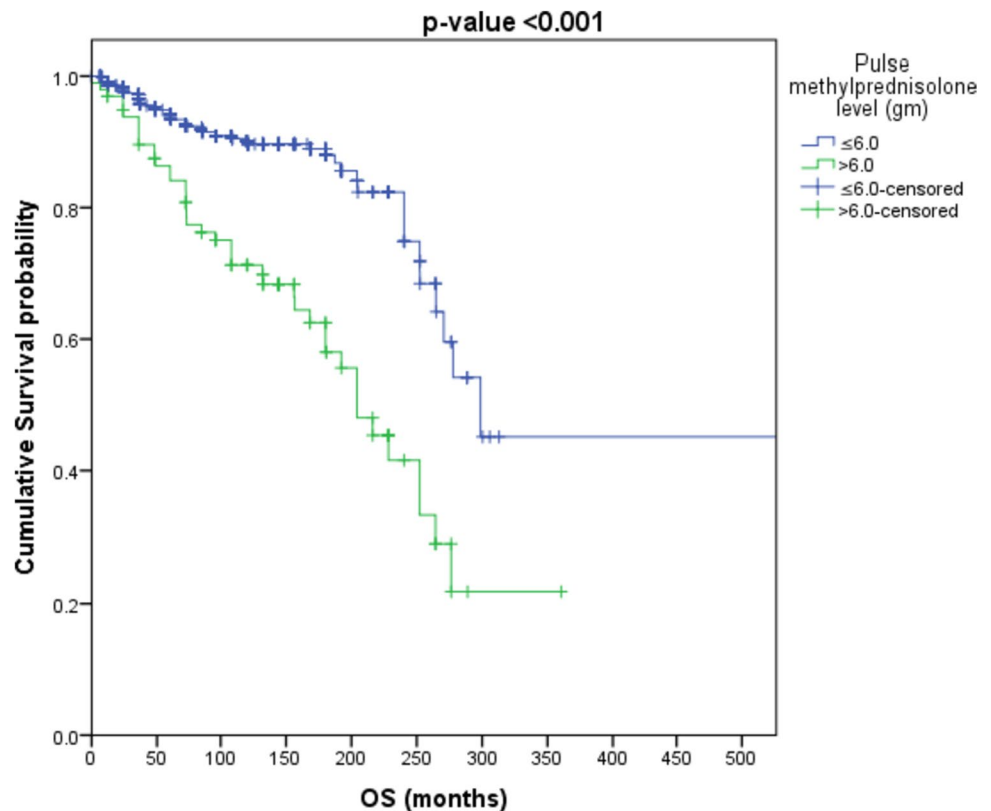 p-value <0.001
Pulse
methylprednisolone
level (gm)
≤6.0
>6.0
≤6.0-censored
>6.0-censored
Cumulative Survival probability
1.0
0.8
0.6
0.4
0.2
0.0
0 50 100 150 200 250 300 350 400 450 500
OS (months)